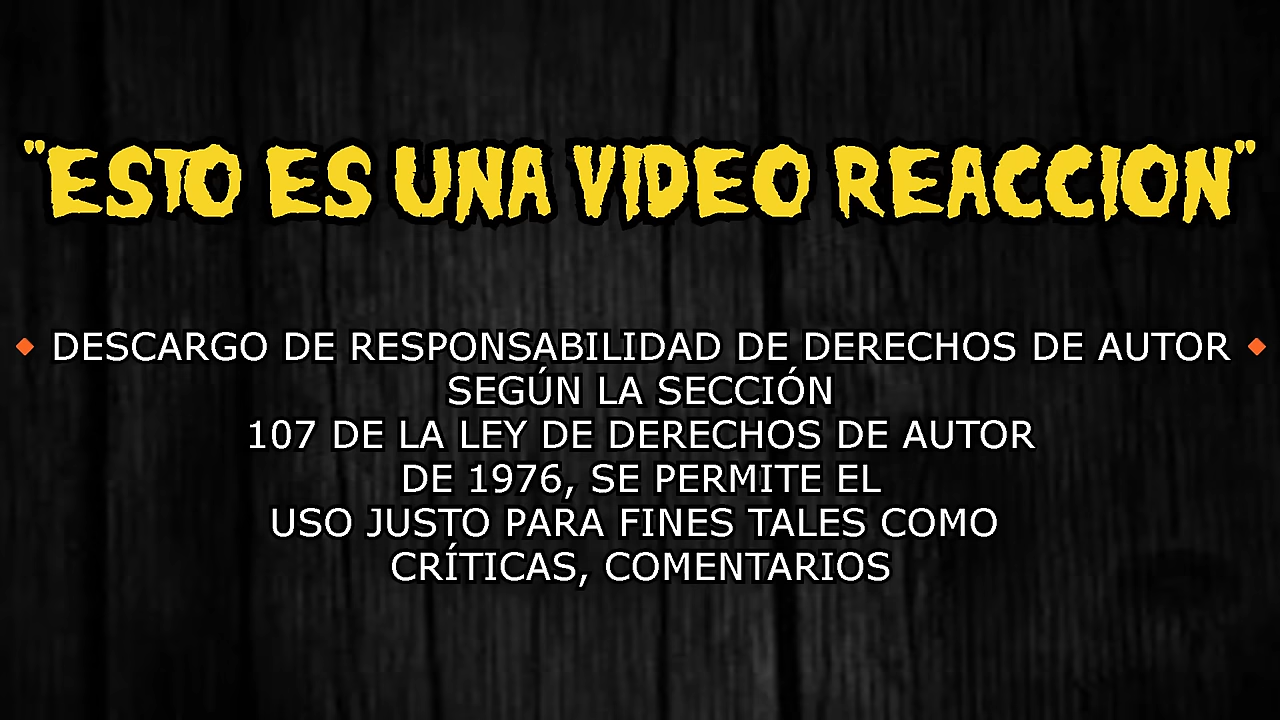 "ESTO ES UNA VIDEO REACCION"
🔸 DESCARGO DE RESPONSABILIDAD DE DERECHOS DE AUTOR 🔸
SEGÚN LA SECCIÓN
107 DE LA LEY DE DERECHOS DE AUTOR
DE 1976, SE PERMITE EL
USO JUSTO PARA FINES TALES COMO
CRÍTICAS, COMENTARIOS